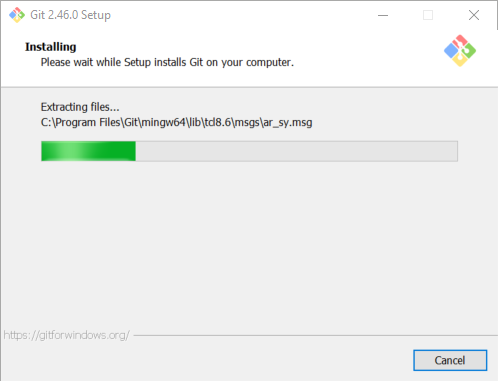 Git 2.46.0 Setup
Installing
Please wait while Setup installs Git on your computer.
Extracting files...
C:\Program Files\Git\mingw64\lib\tcl8.6\msgs\ar_sy.msg
https://gitforwindows.org/
Cancel